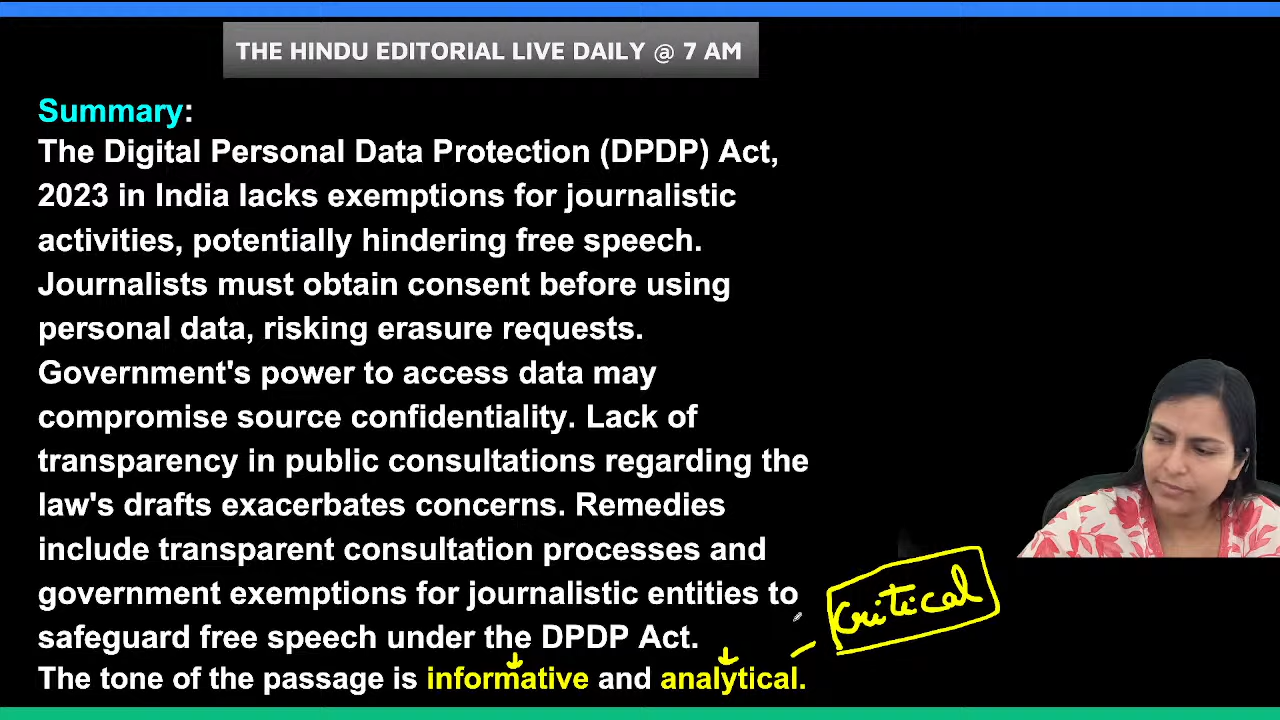 THE HINDU EDITORIAL LIVE DAILY @ 7 AM
Summary:
The Digital Personal Data Protection (DPDP) Act,
2023 in India lacks exemptions for journalistic
activities, potentially hindering free speech.
Journalists must obtain consent before using
personal data, risking erasure requests.
Government's power to access data may
compromise source confidentiality. Lack of
transparency in public consultations regarding the
law's drafts exacerbates concerns. Remedies
include transparent consultation processes and
government exemptions for journalistic entities to
safeguard free speech under the DPDP Act.
The tone of the passage is informative and analytical.
Critical